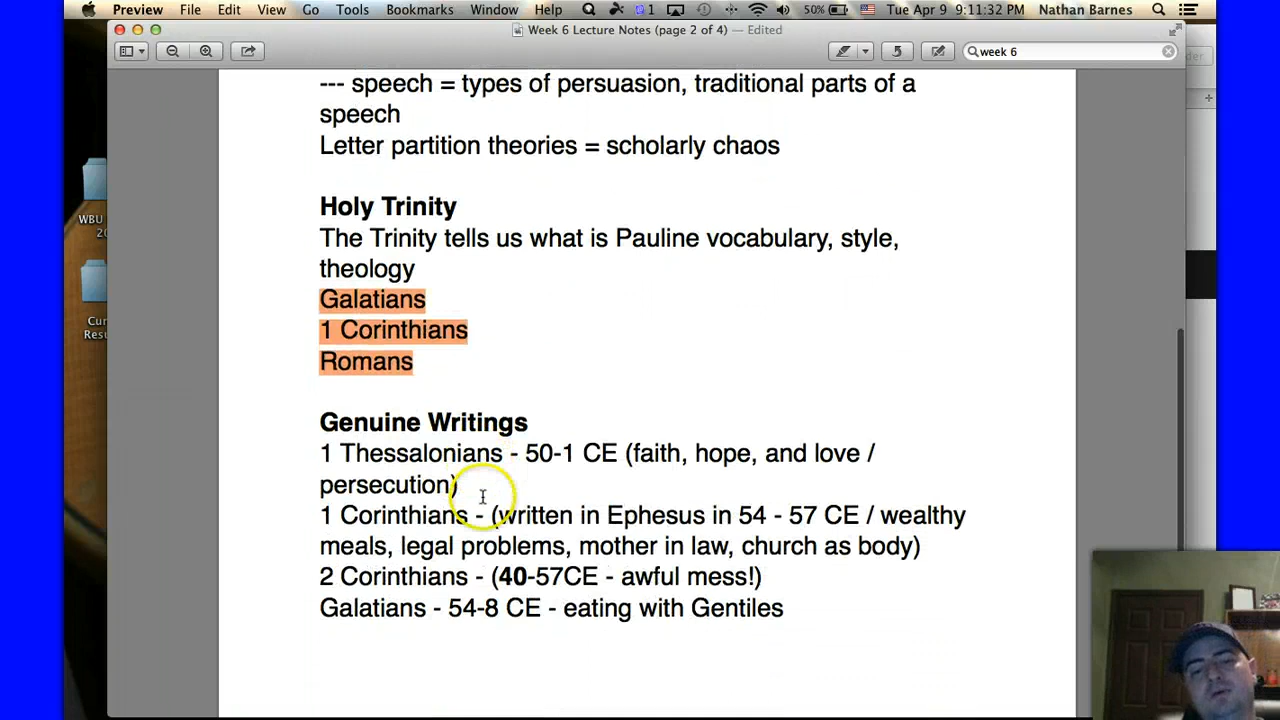 Preview File Edit View Go Tools Bookmarks Window Help 1 50% Tue Apr 9 9:11:32 PM Nathan Barnes
Week 6 Lecture Notes (page 2 of 4) — Edited
week 6
--- speech = types of persuasion, traditional parts of a
speech
Letter partition theories = scholarly chaos
Holy Trinity
The Trinity tells us what is Pauline vocabulary, style,
theology
Galatians
1 Corinthians
Romans
Genuine Writings
1 Thessalonians - 50-1 CE (faith, hope, and love /
persecution)
1 Corinthians - (written in Ephesus in 54 - 57 CE / wealthy
meals, legal problems, mother in law, church as body)
2 Corinthians - (40-57CE - awful mess!)
Galatians - 54-8 CE - eating with Gentiles
WBU